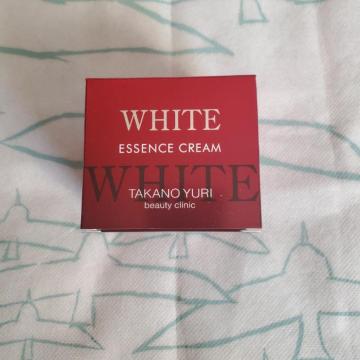 WHITE
ESSENCE CREAM
WHITE
TAKANO YURI
beauty clinic